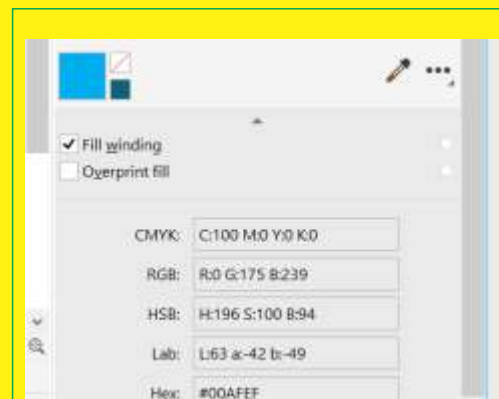 Fill winding
Overprint fill
CMYK: C:100 M:0 Y:0 K:0
RGB: R:0 G:175 B:239
HSB: H:196 S:100 B:94
Lab: L:63 a:-42 b:-49
Hex: #00AFEF